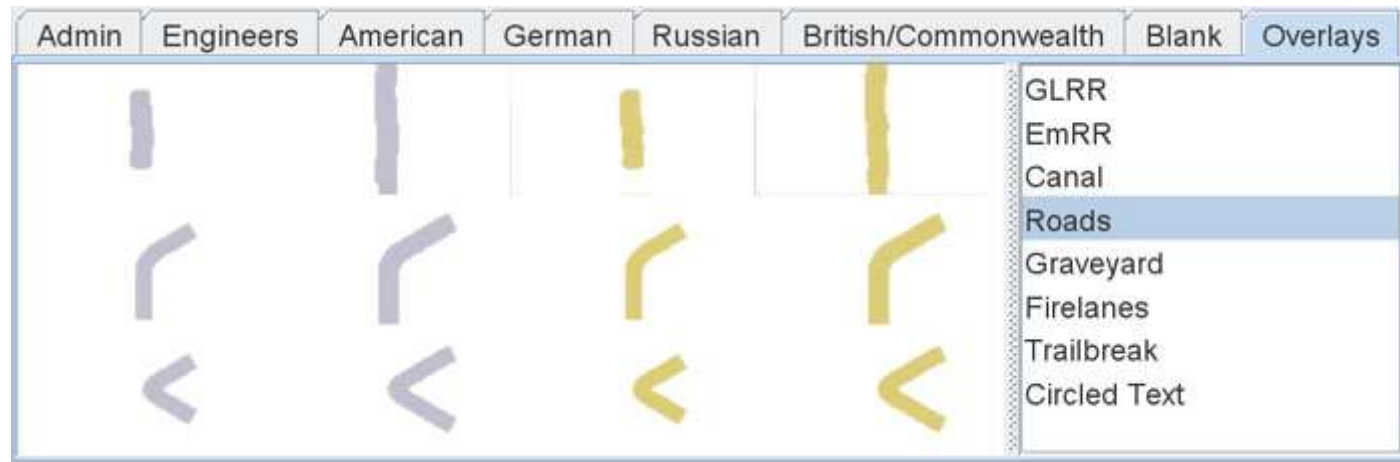 Admin Engineers American German Russian British/Commonwealth Blank Overlays
GLRR
EmRR
Canal
Roads
Graveyard
Firelanes
Trailbreak
Circled Text